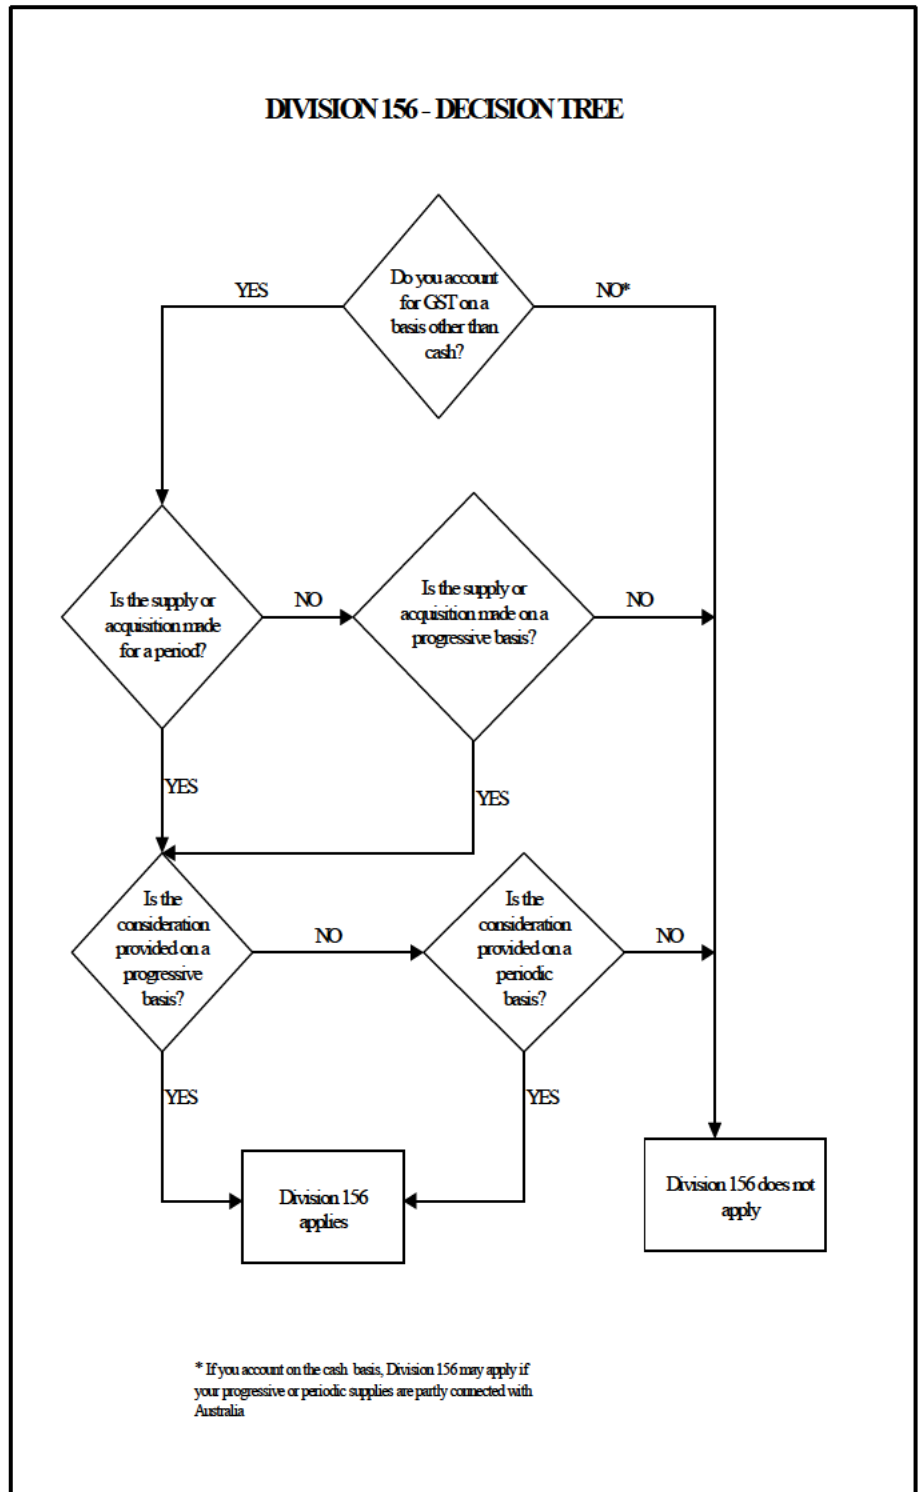 DIVISION 156 - DECISION TREE
Do you account
for GST on a
basis other than
cash?
YES
NO*
Is the supply or
acquisition made
for a period?
NO
Is the supply or
acquisition made on a
progressive basis?
NO
YES
YES
Is the
consideration
provided on a
progressive
basis?
NO
Is the
consideration
provided on a
periodic
basis?
NO
YES
YES
Division 156
applies
Division 156 does not
apply
* If you account on the cash basis, Division 156 may apply if
your progressive or periodic supplies are partly connected with
Australia